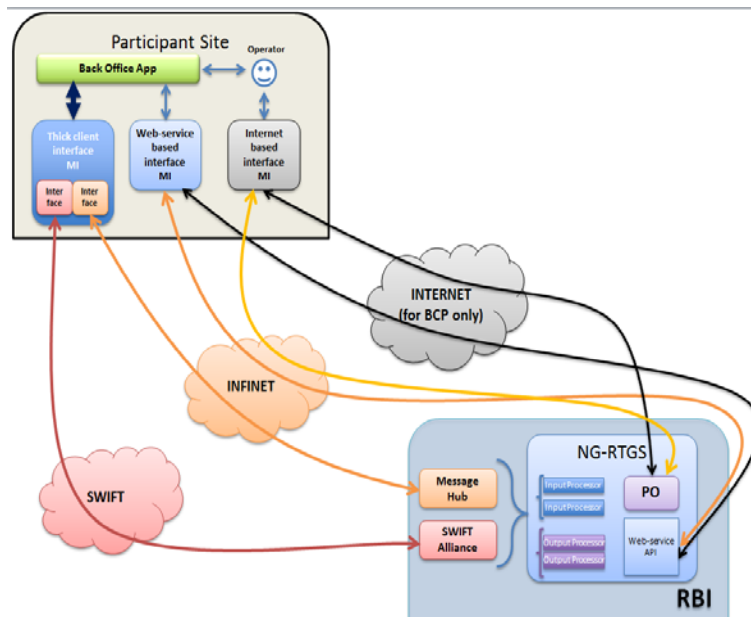 Participant Site
Operator
Back Office App
Thick client
interface
MI
Inter
face
Inter
face
Web-service
based
interface
MI
Internet
based
interface
MI
INTERNET
(for BCP only)
INFINET
SWIFT
Message
Hub
SWIFT
Alliance
NG-RTGS
Input Processor
Input Processor
Output Processor
Output Processor
PO
Web-service
API
RBI